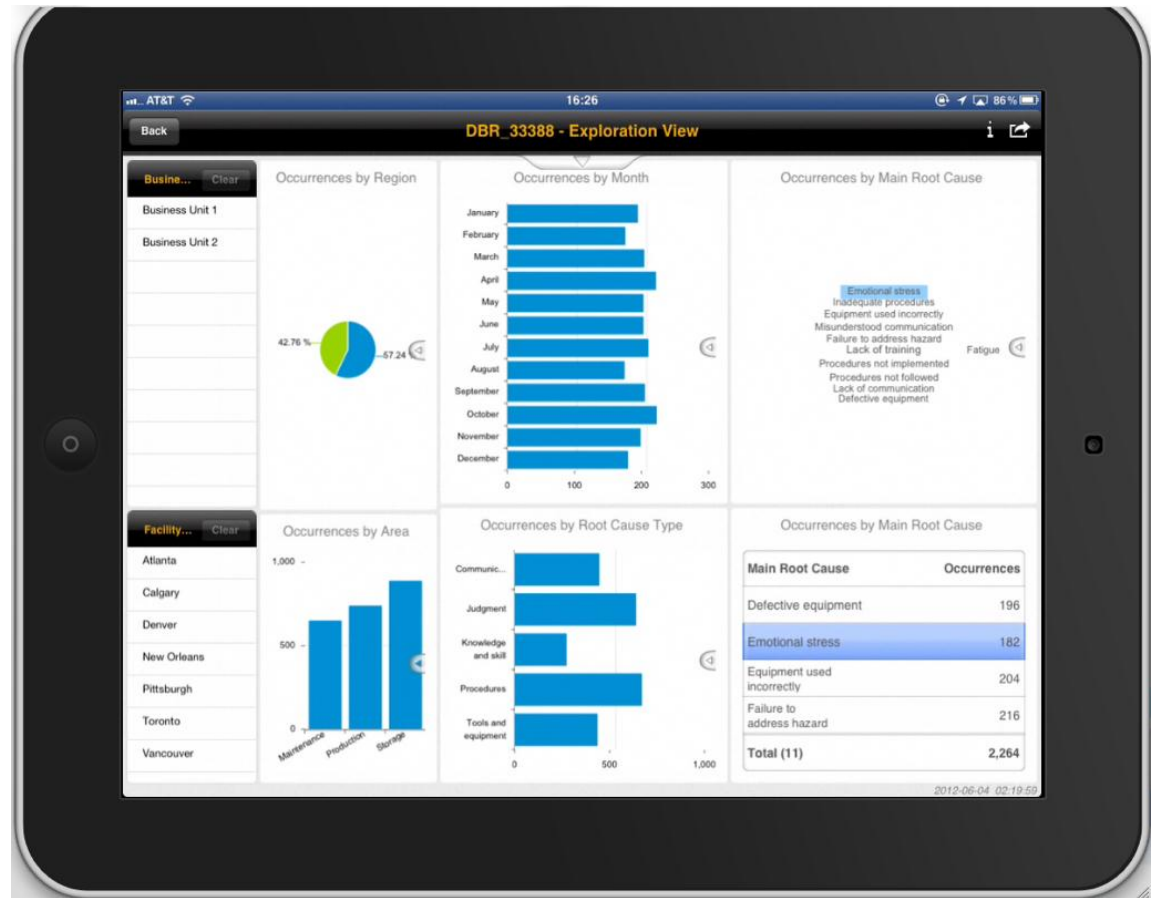 AT&T
16:26
86%
Back
DBR_33388 - Exploration View
i
Busine... Clear
Business Unit 1
Business Unit 2
Occurrences by Region
42.76 %
57.24
Occurrences by Month
January
February
March
April
May
June
July
August
September
October
November
December
0 100 200 300
Occurrences by Main Root Cause
Emotional stress
Inadequate procedures
Equipment used incorrectly
Misunderstood communication
Failure to address hazard
Lack of training
Fatigue
Procedures not implemented
Procedures not followed
Lack of communication
Defective equipment
Facility... Clear
Atlanta
Calgary
Denver
New Orleans
Pittsburgh
Toronto
Vancouver
Occurrences by Area
1,000
500
0
Maintenance Production Storage
Occurrences by Root Cause Type
Communic...
Judgment
Knowledge
and skill
Procedures
Tools and
equipment
0 500 1,000
Occurrences by Main Root Cause
Main Root Cause Occurrences
Defective equipment 196
Emotional stress 182
Equipment used
incorrectly 204
Failure to
address hazard 216
Total (11) 2,264
2012-06-04 02:19:59